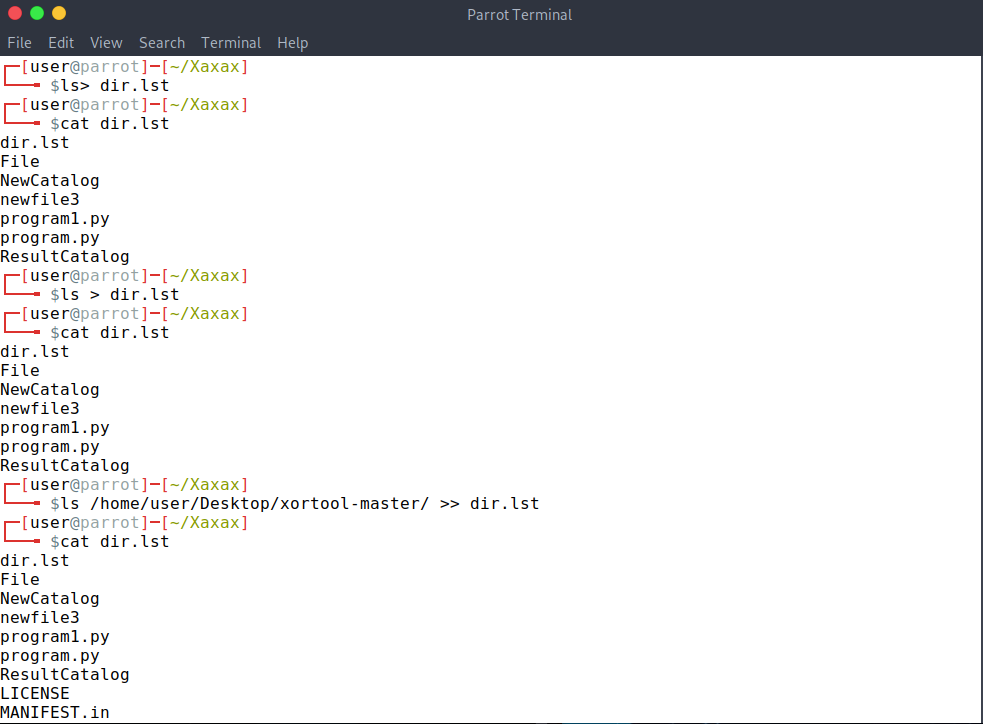 Parrot Terminal
File Edit View Search Terminal Help
[user@parrot]─[~/Xaxax]
$ls> dir.lst
[user@parrot]─[~/Xaxax]
$cat dir.lst
dir.lst
File
NewCatalog
newfile3
program1.py
program.py
ResultCatalog
[user@parrot]─[~/Xaxax]
$ls > dir.lst
[user@parrot]─[~/Xaxax]
$cat dir.lst
dir.lst
File
NewCatalog
newfile3
program1.py
program.py
ResultCatalog
[user@parrot]─[~/Xaxax]
$ls /home/user/Desktop/xortool-master/ >> dir.lst
[user@parrot]─[~/Xaxax]
$cat dir.lst
dir.lst
File
NewCatalog
newfile3
program1.py
program.py
ResultCatalog
LICENSE
MANIFEST.in